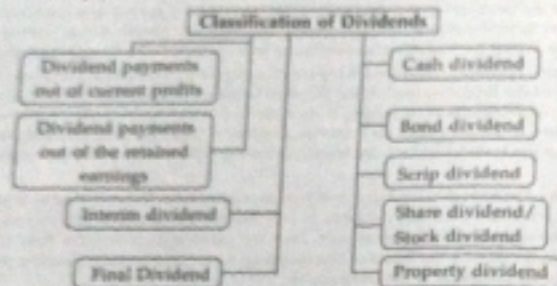 Classification of Dividends
Dividend payments
out of current profits
Dividend payments
out of the retained
earnings
Interim dividend
Final Dividend
Cash dividend
Bond dividend
Scrip dividend
Share dividend/
Stock dividend
Property dividend